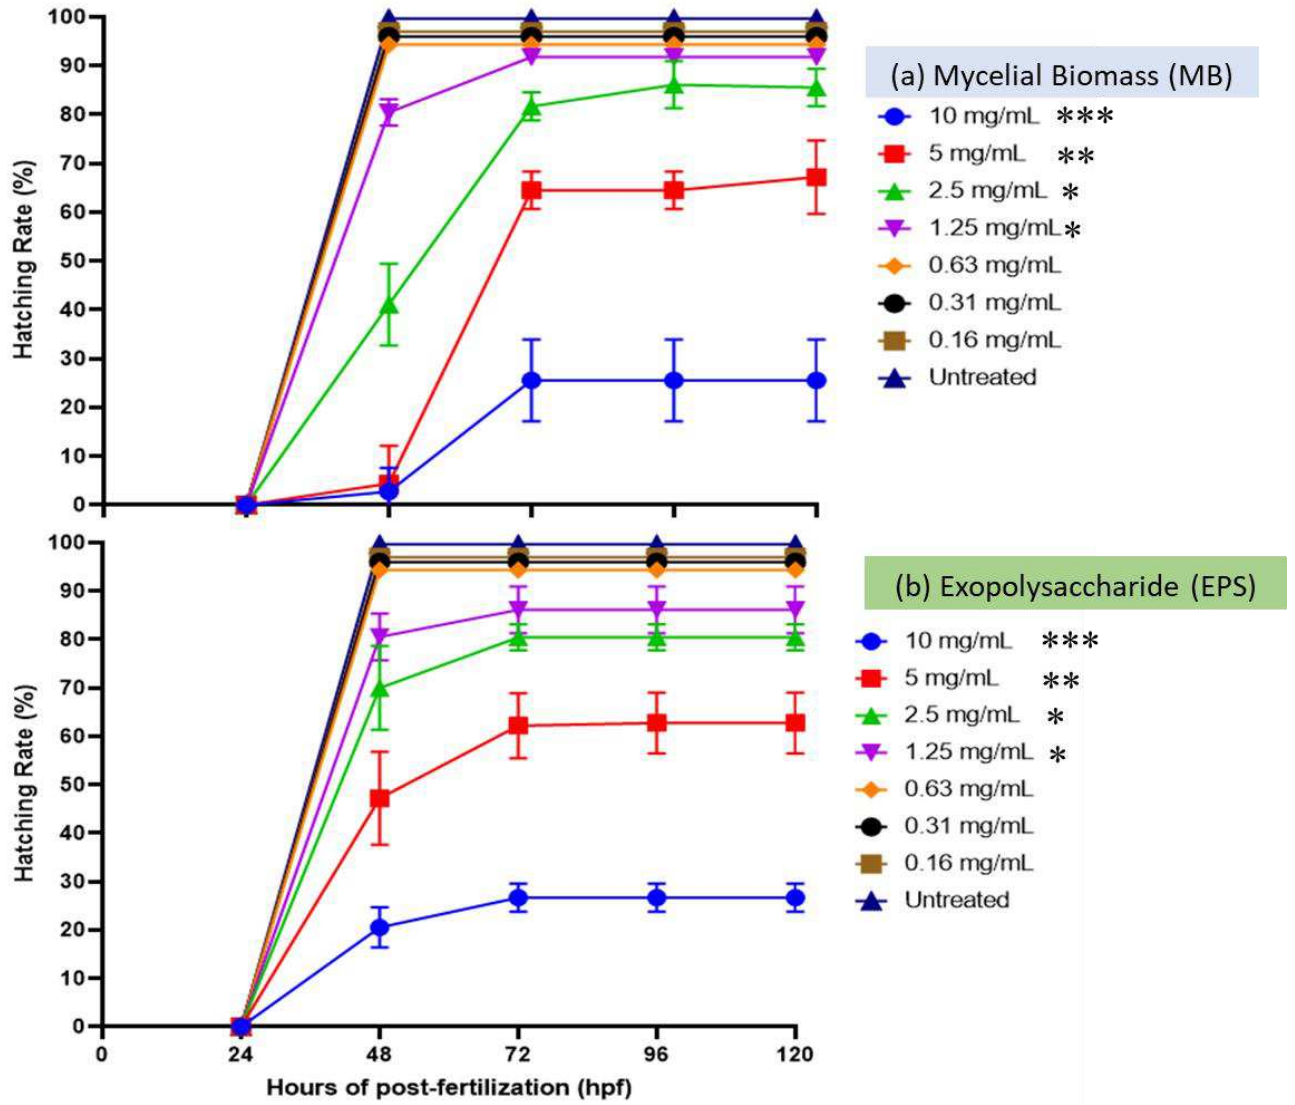 100
90
80
70
60
50
40
30
20
10
0
Hatching Rate (%)
(a) Mycelial Biomass (MB)
10 mg/mL ***
5 mg/mL **
2.5 mg/mL *
1.25 mg/mL*
0.63 mg/mL
0.31 mg/mL
0.16 mg/mL
Untreated
100
90
80
70
60
50
40
30
20
10
0
Hatching Rate (%)
0 24 48 72 96 120
Hours of post-fertilization (hpf)
(b) Exopolysaccharide (EPS)
10 mg/mL ***
5 mg/mL **
2.5 mg/mL *
1.25 mg/mL *
0.63 mg/mL
0.31 mg/mL
0.16 mg/mL
Untreated